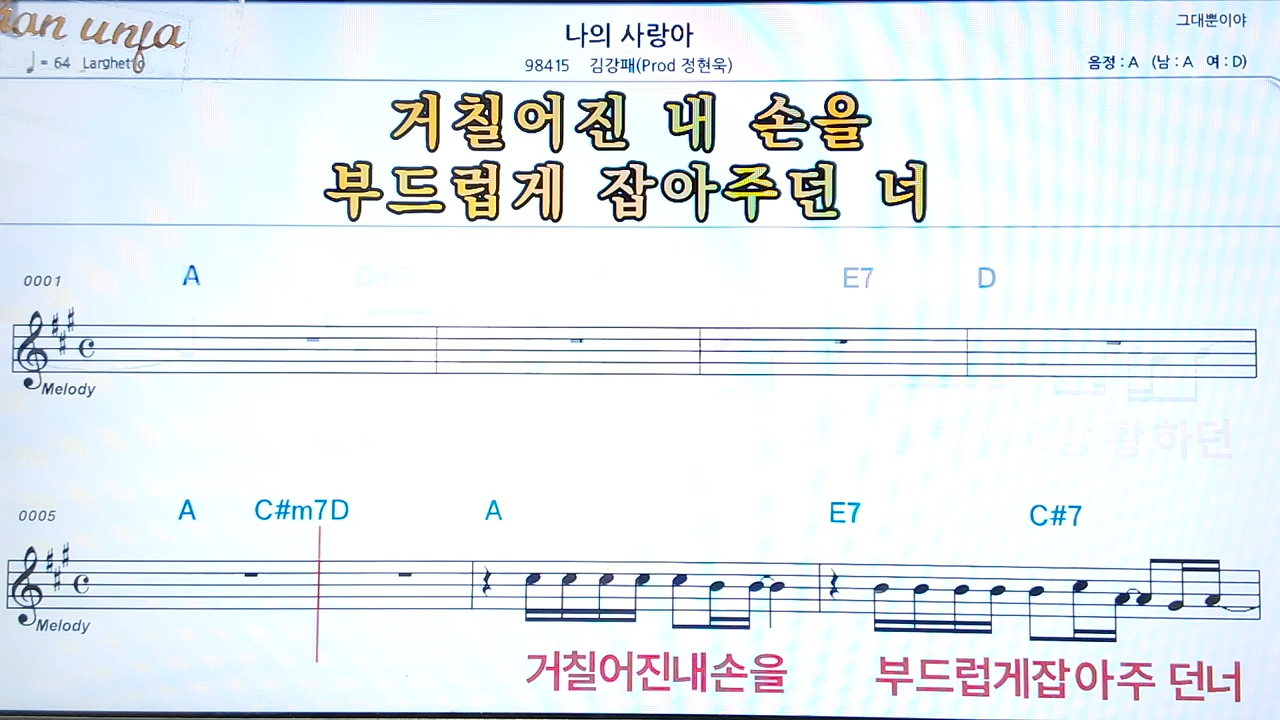 그대뿐이야
나의 사랑아
♩= 64 Larghetto
98415 김강패(Prod 정현욱)
음정 : A (남 : A 여 : D)
거칠어진 내 손을
부드럽게 잡아주던 너
0001 A E7 D
Melody
하던
0005 A C#m7 D A E7 C#7
Melody
거칠어진내손을 부드럽게잡아주 던너